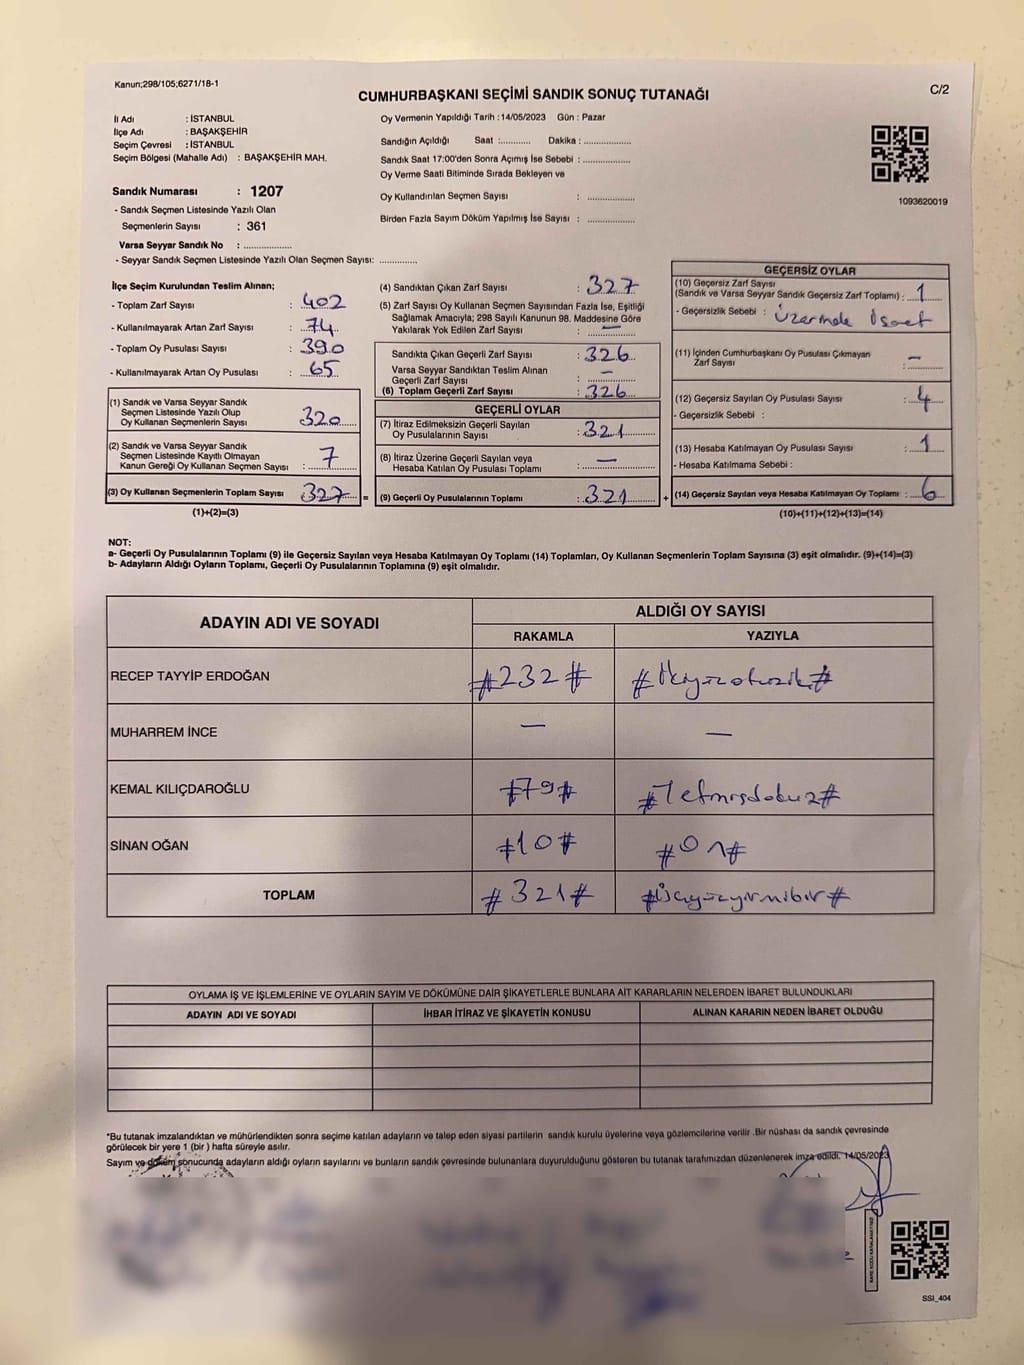 Kanun;298/105;6271/18-1
C/2
CUMHURBAŞKANI SEÇİMİ SANDIK SONUÇ TUTANAĞI
İl Adı : İSTANBUL
İlçe Adı : BAŞAKŞEHİR
Seçim Çevresi : İSTANBUL
Seçim Bölgesi (Mahalle Adı) : BAŞAKŞEHİR MAH.
Sandık Numarası : 1207
- Sandık Seçmen Listesinde Yazılı Olan
Seçmenlerin Sayısı : 361
Varsa Seyyar Sandık No : ................
- Seyyar Sandık Seçmen Listesinde Yazılı Olan Seçmen Sayısı: ..............
Oy Vermenin Yapıldığı Tarih : 14/05/2023 Gün : Pazar
Sandığın Açıldığı Saat :............ Dakika : ..................
Sandık Saat 17:00'den Sonra Açımış İse Sebebi : ..................
Oy Verme Saati Bitiminde Sırada Bekleyen ve
Oy Kullandırılan Seçmen Sayısı : ..................
Birden Fazla Sayım Döküm Yapılmış İse Sayısı : ..................
1093620019
İlçe Seçim Kurulundan Teslim Alınan;
- Toplam Zarf Sayısı : 402
- Kullanılmayarak Artan Zarf Sayısı : 74
- Toplam Oy Pusulası Sayısı : 390
- Kullanılmayarak Artan Oy Pusulası : 65
(1) Sandık ve Varsa Seyyar Sandık
Seçmen Listesinde Yazılı Olup
Oy Kullanan Seçmenlerin Sayısı : 320
(2) Sandık ve Varsa Seyyar Sandık
Seçmen Listesinde Kayıtlı Olmayan
Kanun Gereği Oy Kullanan Seçmen Sayısı : 7
(3) Oy Kullanan Seçmenlerin Toplam Sayısı : 327 =
(1)+(2)=(3)
(4) Sandıktan Çıkan Zarf Sayısı : 327
(5) Zarf Sayısı Oy Kullanan Seçmen Sayısından Fazla İse, Eşitliği
Sağlamak Amacıyla; 298 Sayılı Kanunun 98. Maddesine Göre
Yakılarak Yok Edilen Zarf Sayısı : —
Sandıkta Çıkan Geçerli Zarf Sayısı : 326
Varsa Seyyar Sandıktan Teslim Alınan
Geçerli Zarf Sayısı : —
(6) Toplam Geçerli Zarf Sayısı : 326
GEÇERLİ OYLAR
(7) İtiraz Edilmeksizin Geçerli Sayılan
Oy Pusulalarının Sayısı : 321
(8) İtiraz Üzerine Geçerli Sayılan veya
Hesaba Katılan Oy Pusulası Toplamı : —
(9) Geçerli Oy Pusulalarının Toplamı : 321 +
GEÇERSİZ OYLAR
(10) Geçersiz Zarf Sayısı
(Sandık ve Varsa Seyyar Sandık Geçersiz Zarf Toplamı) : 1
- Geçersizlik Sebebi : Üzerinde İşaret
(11) İçinden Cumhurbaşkanı Oy Pusulası Çıkmayan
Zarf Sayısı : —
(12) Geçersiz Sayılan Oy Pusulası Sayısı : 4
- Geçersizlik Sebebi :
(13) Hesaba Katılmayan Oy Pusulası Sayısı : 1
- Hesaba Katılmama Sebebi :
(14) Geçersiz Sayılan veya Hesaba Katılmayan Oy Toplamı : 6
(10)+(11)+(12)+(13)=(14)
NOT:
a- Geçerli Oy Pusulalarının Toplamı (9) ile Geçersiz Sayılan veya Hesaba Katılmayan Oy Toplamı (14) Toplamları, Oy Kullanan Seçmenlerin Toplam Sayısına (3) eşit olmalıdır. (9)+(14)=(3)
b- Adayların Aldığı Oyların Toplamı, Geçerli Oy Pusulalarının Toplamına (9) eşit olmalıdır.
ADAYIN ADI VE SOYADI ALDIĞI OY SAYISI
RAKAMLA YAZIYLA
RECEP TAYYİP ERDOĞAN #232# #ikiyüzotuziki#
MUHARREM İNCE — —
KEMAL KILIÇDAROĞLU #79# #Yetmişdokuz#
SİNAN OĞAN #10# #On#
TOPLAM #321# #üçyüzyirmibir#
OYLAMA İŞ VE İŞLEMLERİNE VE OYLARIN SAYIM VE DÖKÜMÜNE DAİR ŞİKAYETLERLE BUNLARA AİT KARARLARIN NELERDEN İBARET BULUNDUKLARI
ADAYIN ADI VE SOYADI İHBAR İTİRAZ VE ŞİKAYETİN KONUSU ALINAN KARARIN NEDEN İBARET OLDUĞU
*Bu tutanak imzalandıktan ve mühürlendikten sonra seçime katılan adayların ve talep eden siyasi partilerin sandık kurulu üyelerine veya gözlemcilerine verilir .Bir nüshası da sandık çevresinde
görülecek bir yere 1 (bir ) hafta süreyle asılır.
Sayım ve döküm sonucunda adayların aldığı oyların sayılarını ve bunların sandık çevresinde bulunanlara duyurulduğunu gösteren bu tutanak tarafımızdan düzenlenerek imza edildi. 14/05/2023
SSI_404